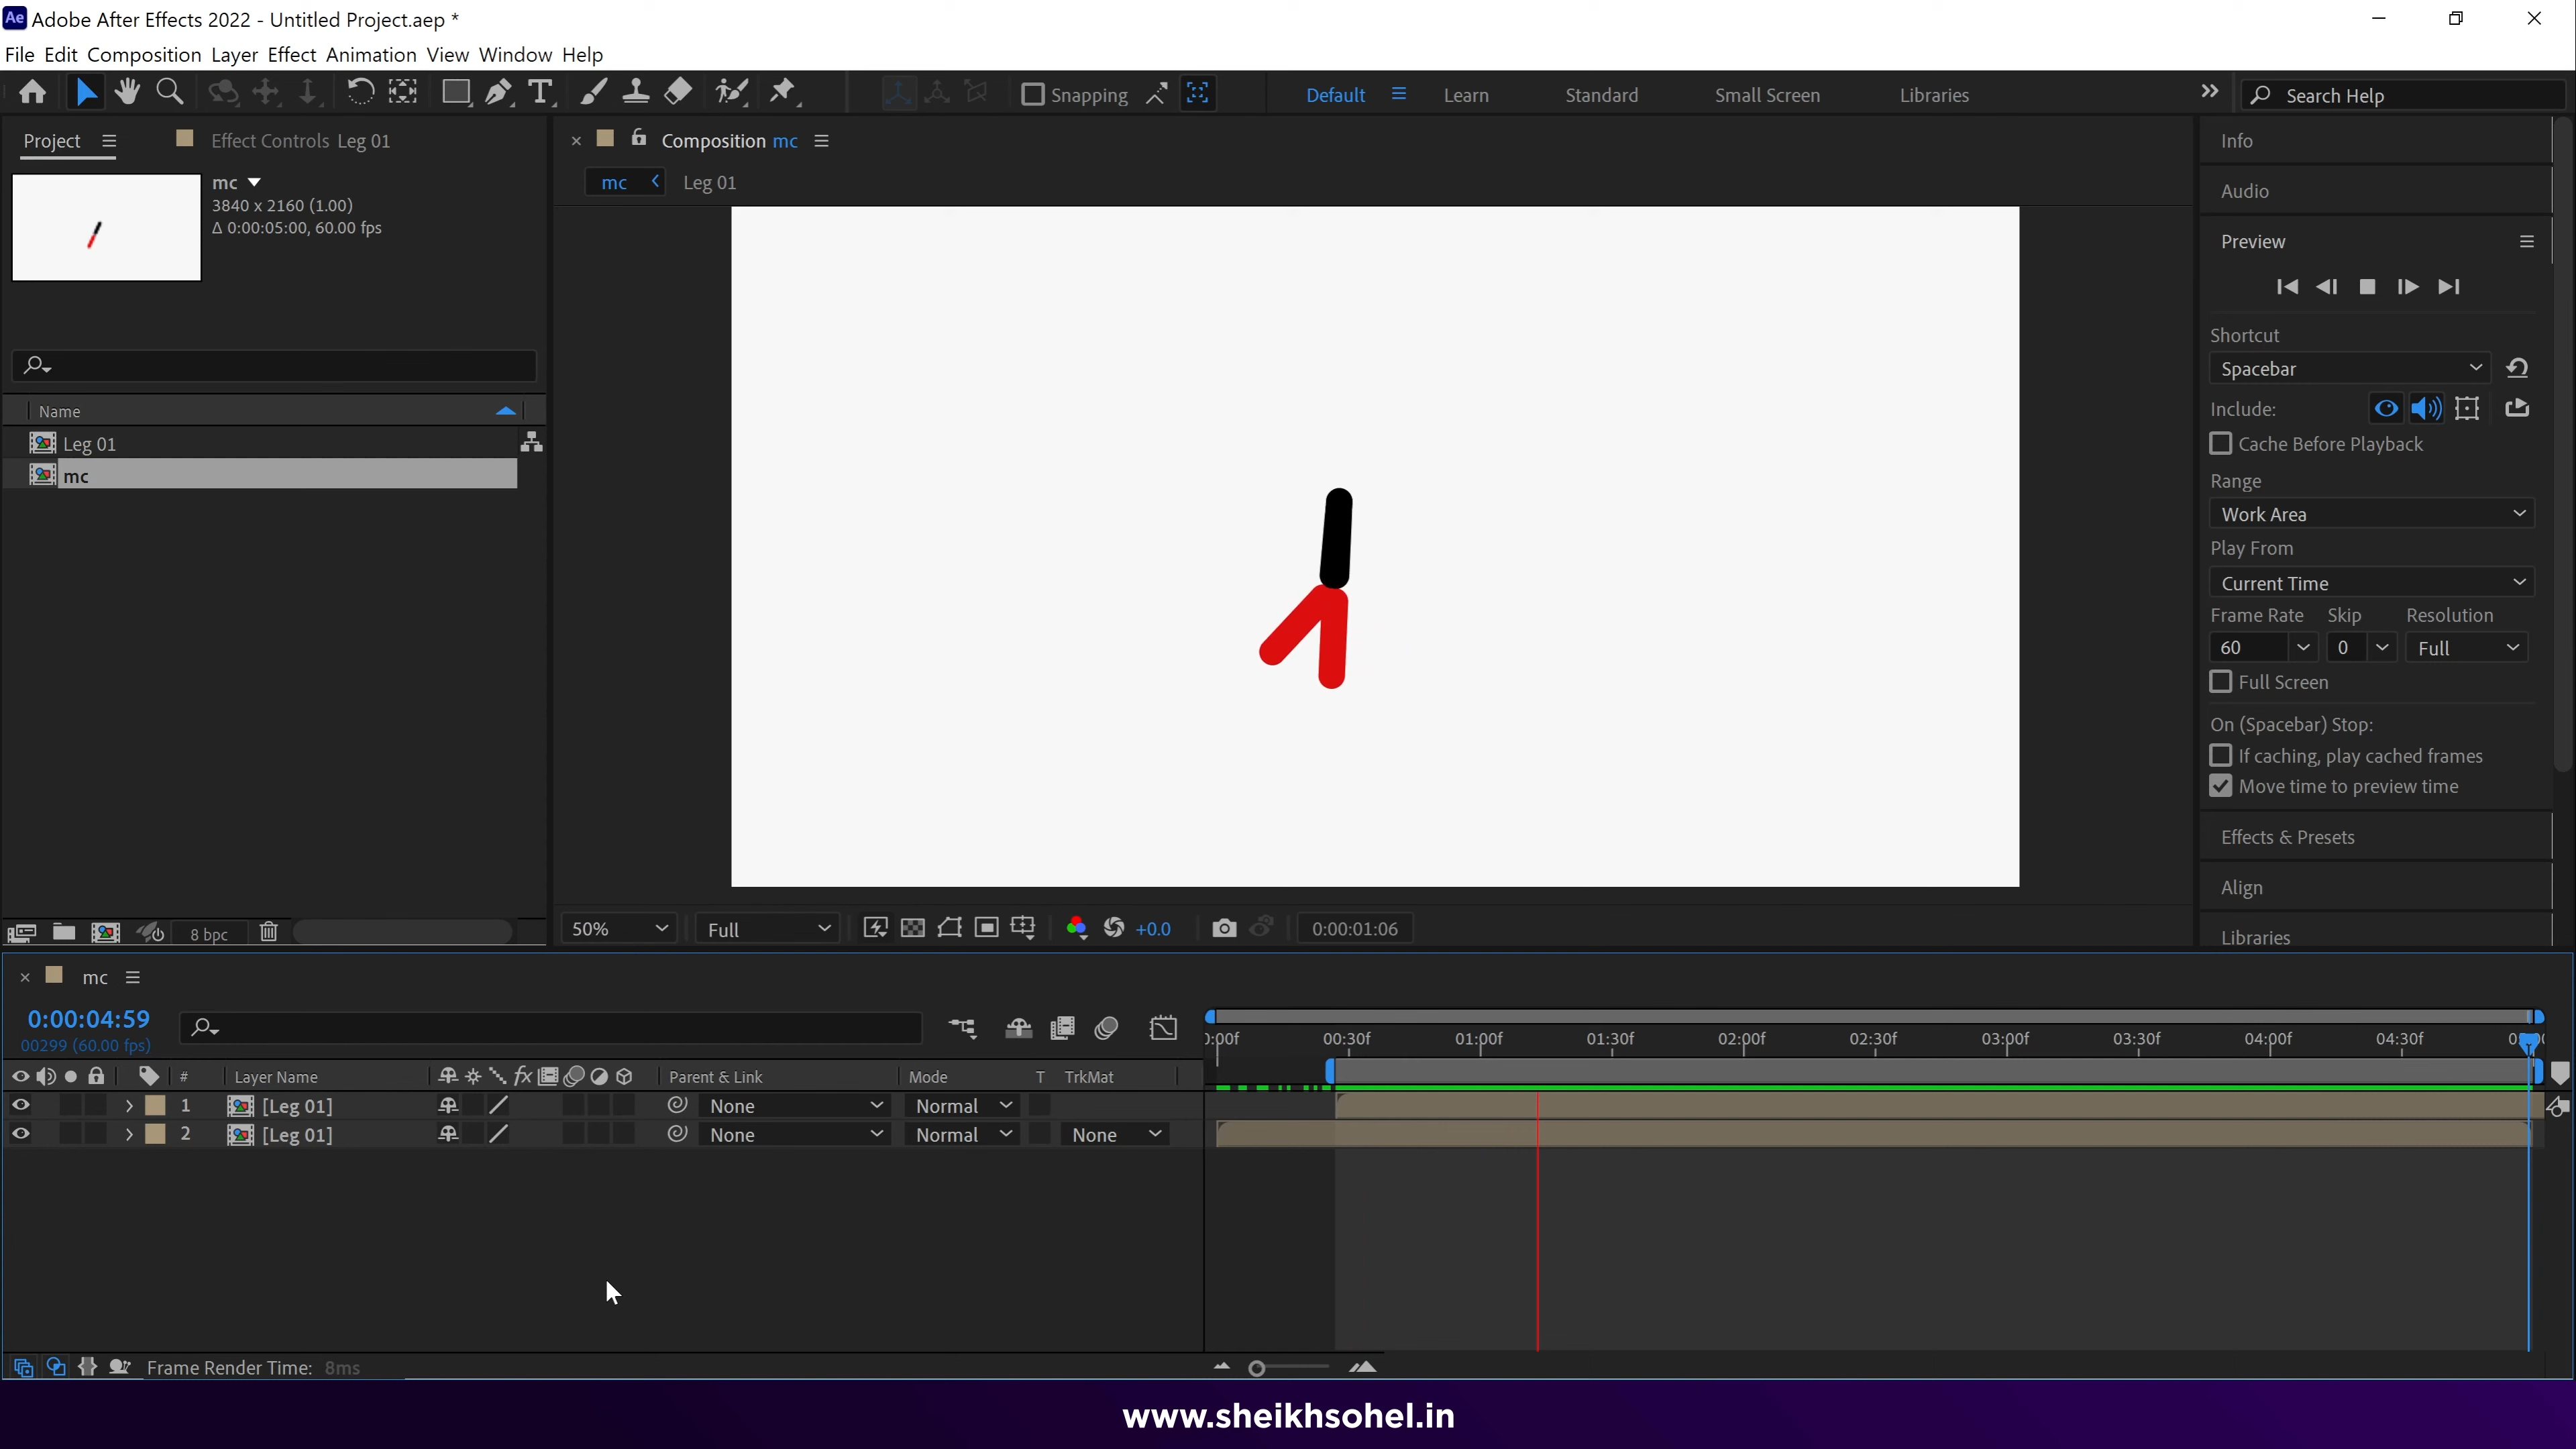 Ae Adobe After Effects 2022 - Untitled Project.aep *
File Edit Composition Layer Effect Animation View Window Help
T Snapping Default Learn Standard Small Screen Libraries Search Help
Project Effect Controls Leg 01
mc
3840 x 2160 (1.00)
Δ 0:00:05:00, 60.00 fps
Name
Leg 01
mc
8 bpc
Composition mc
mc Leg 01
50% Full +0.0 0:00:01:06
Info
Audio
Preview
Shortcut
Spacebar
Include:
Cache Before Playback
Range
Work Area
Play From
Current Time
Frame Rate Skip Resolution
60 0 Full
Full Screen
On (Spacebar) Stop:
If caching, play cached frames
Move time to preview time
Effects & Presets
Align
Libraries
mc
0:00:04:59
00299 (60.00 fps)
:00f 00:30f 01:00f 01:30f 02:00f 02:30f 03:00f 03:30f 04:00f 04:30f
# Layer Name fx Parent & Link Mode T TrkMat
1 [Leg 01] None Normal
2 [Leg 01] None Normal None
Frame Render Time: 8ms
www.sheikhsohel.in